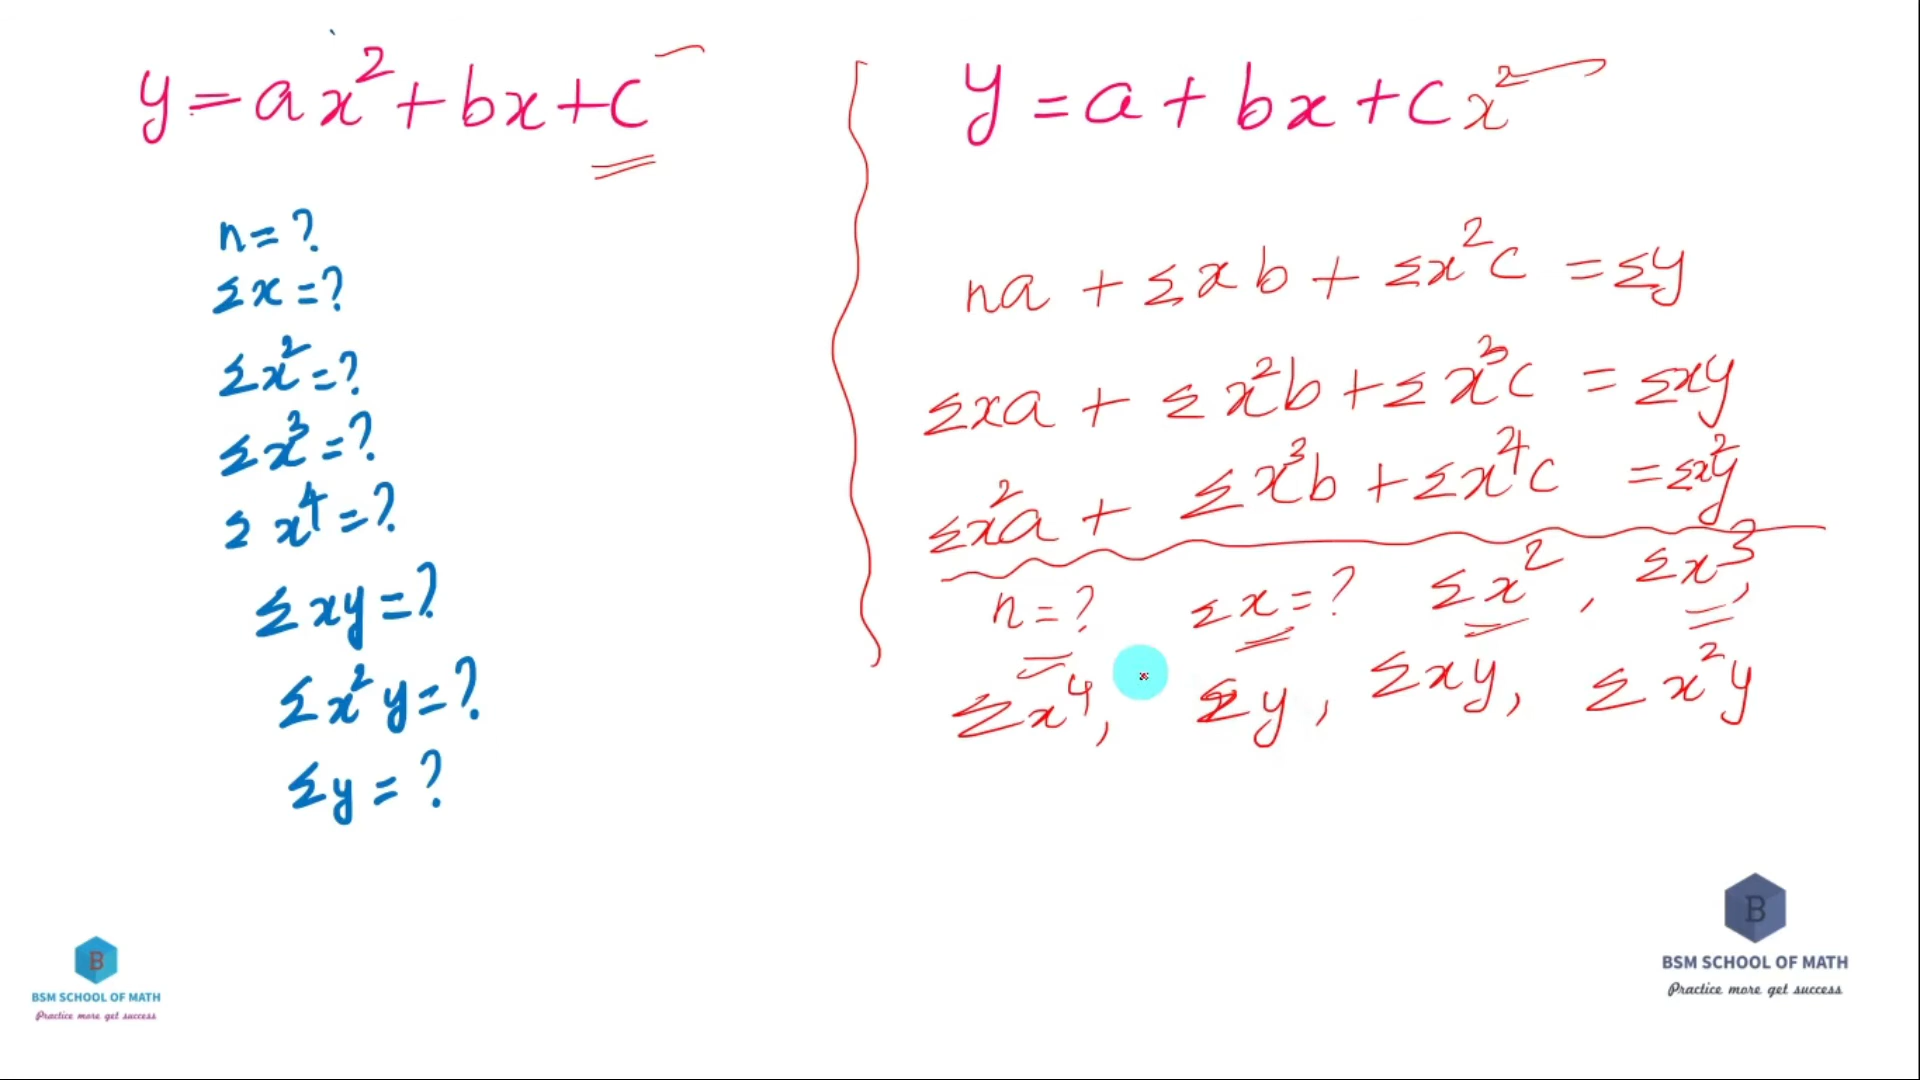 y = ax² + bx + c
n = ?
Σx = ?
Σx² = ?
Σx³ = ?
Σx⁴ = ?
Σxy = ?
Σx²y = ?
Σy = ?
y = a + bx + cx²
na + Σxb + Σx²c = Σy
Σxa + Σx²b + Σx³c = Σxy
Σx²a + Σx³b + Σx⁴c = Σx²y
n = ? Σx = ? Σx², Σx³,
Σx⁴, Σy, Σxy, Σx²y
B
BSM SCHOOL OF MATH
Practice more get success
B
BSM SCHOOL OF MATH
Practice more get success